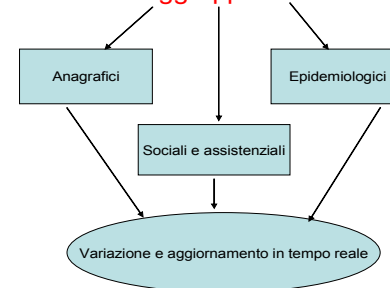 Anagrafici
Epidemiologici
Sociali e assistenziali
Variazione e aggiornamento in tempo reale